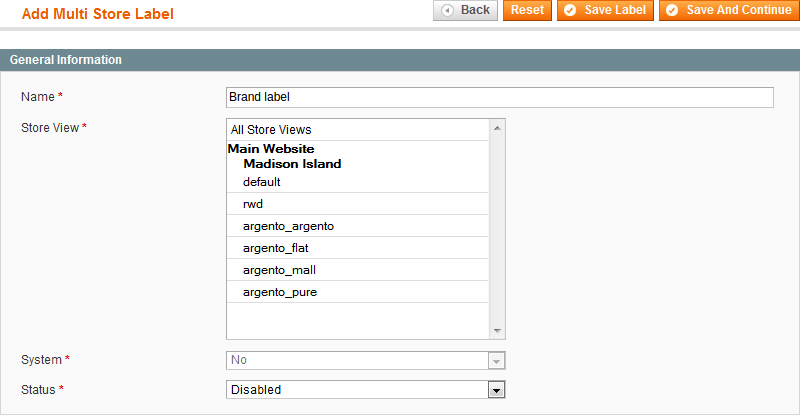 Add Multi Store Label
Back Reset Save Label Save And Continue
General Information
Name * Brand label
Store View * All Store Views
Main Website
Madison Island
default
rwd
argento_argento
argento_flat
argento_mall
argento_pure
System * No
Status * Disabled